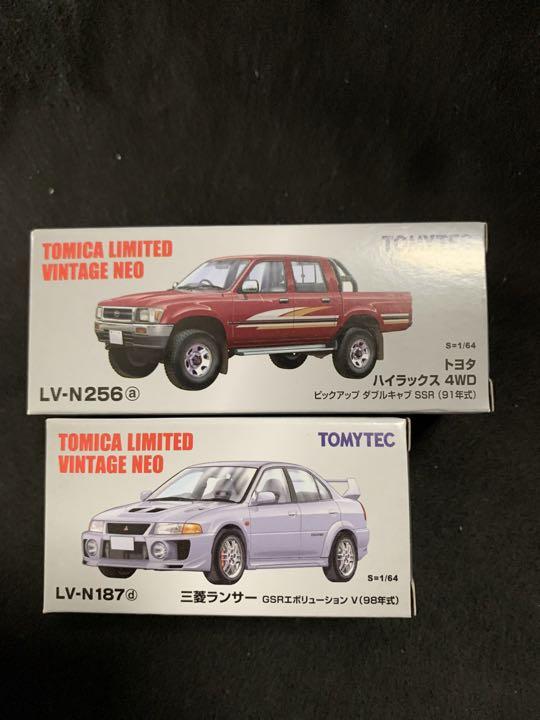 TOMICA LIMITED
VINTAGE NEO
TOMYTEC
S=1/64
トヨタ
ハイラックス 4WD
ピックアップ ダブルキャブ SSR (91年式)
LV-N256 ⓐ
TOMICA LIMITED
VINTAGE NEO
TOMYTEC
S=1/64
LV-N187 ⓓ
三菱ランサー GSRエボリューション V (98年式)